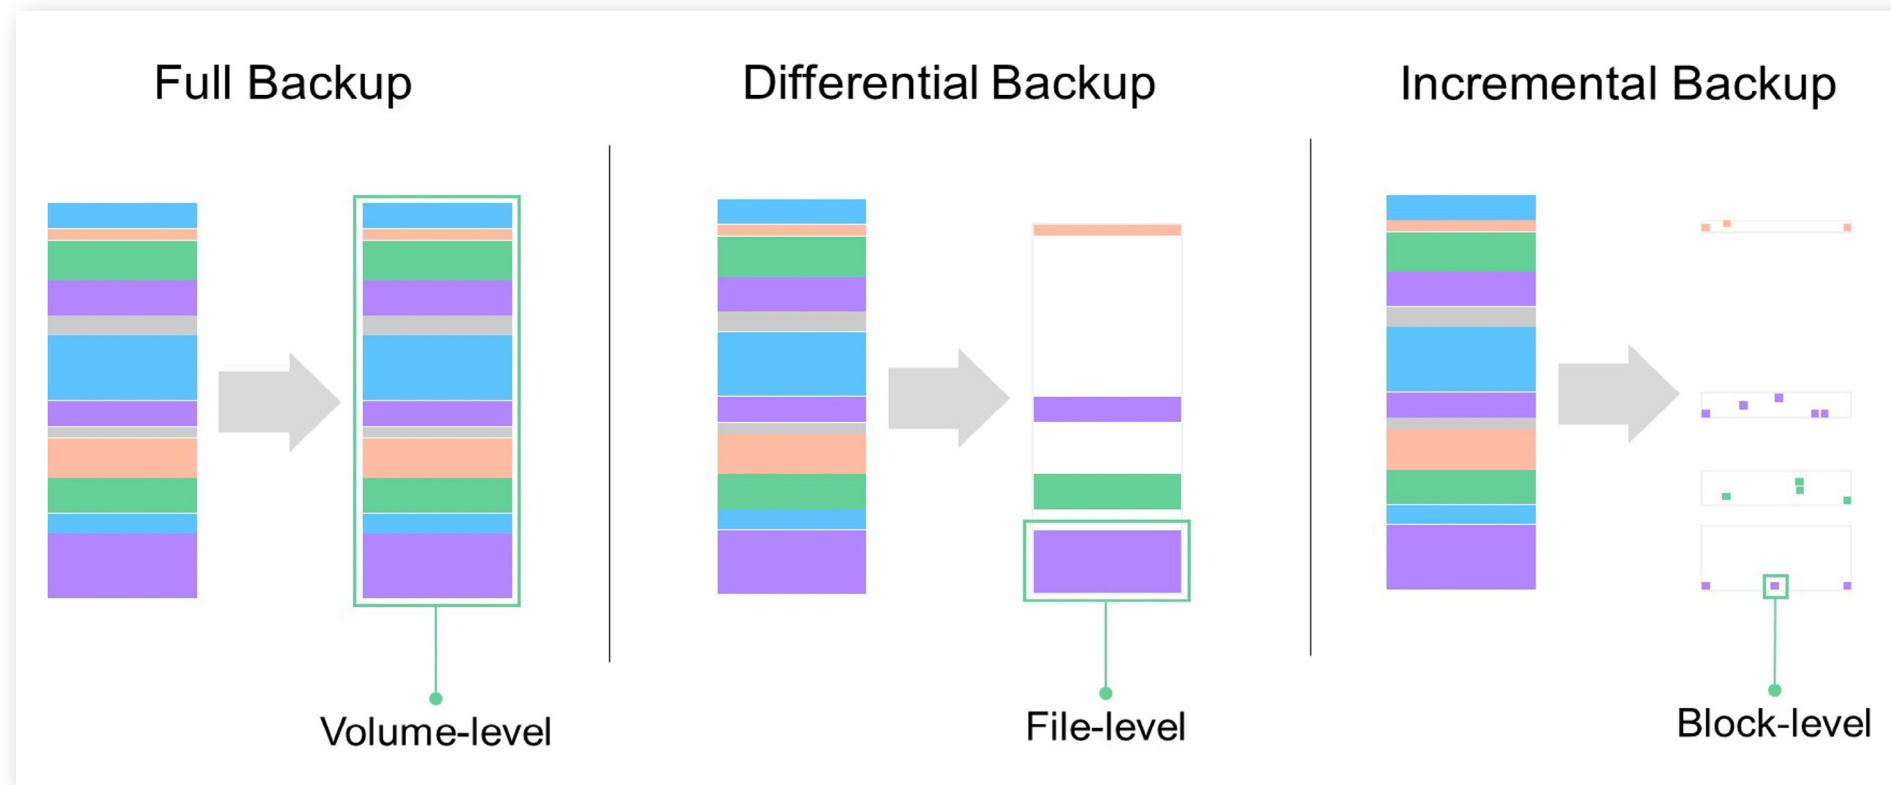 Full Backup
Differential Backup
Incremental Backup
Volume-level
File-level
Block-level